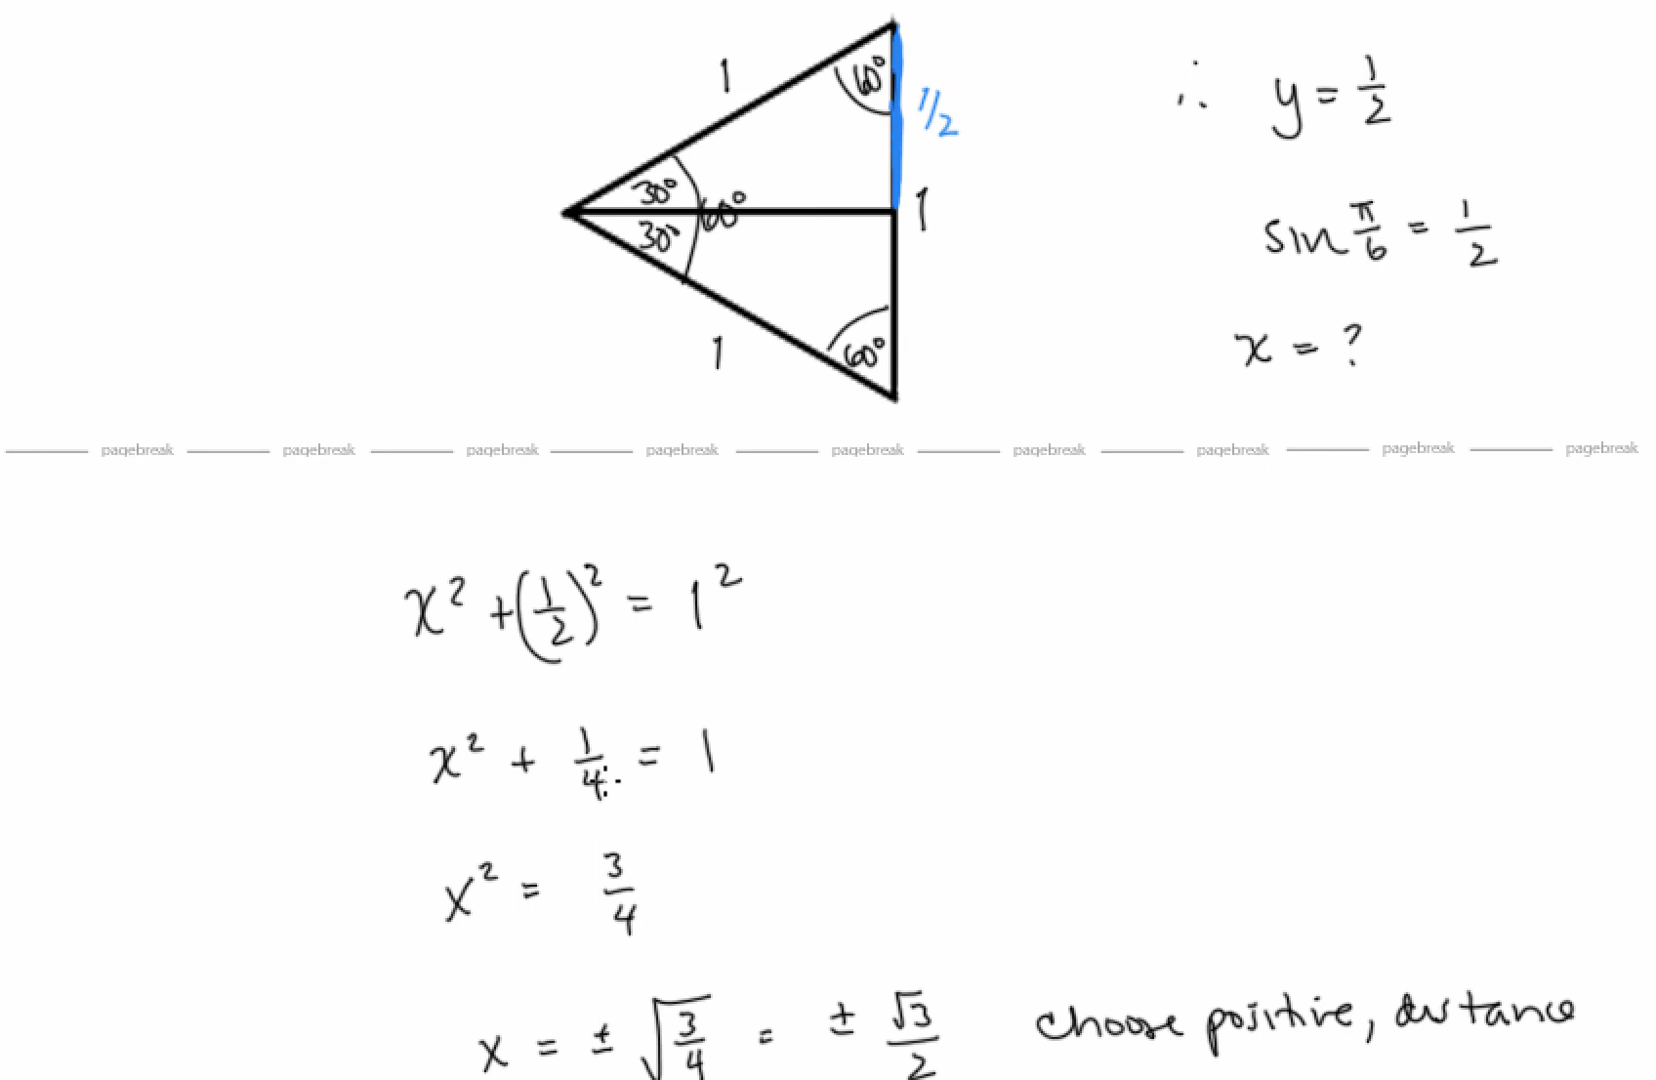 1
60°
1/2
30°
60°
30°
1
1
60°
∴ y = 1/2
sin π/6 = 1/2
x = ?
pagebreak pagebreak pagebreak pagebreak pagebreak pagebreak pagebreak pagebreak pagebreak
x² + (1/2)² = 1²
x² + 1/4 = 1
x² = 3/4
x = ± √(3/4) = ± √3/2 choose positive, distance